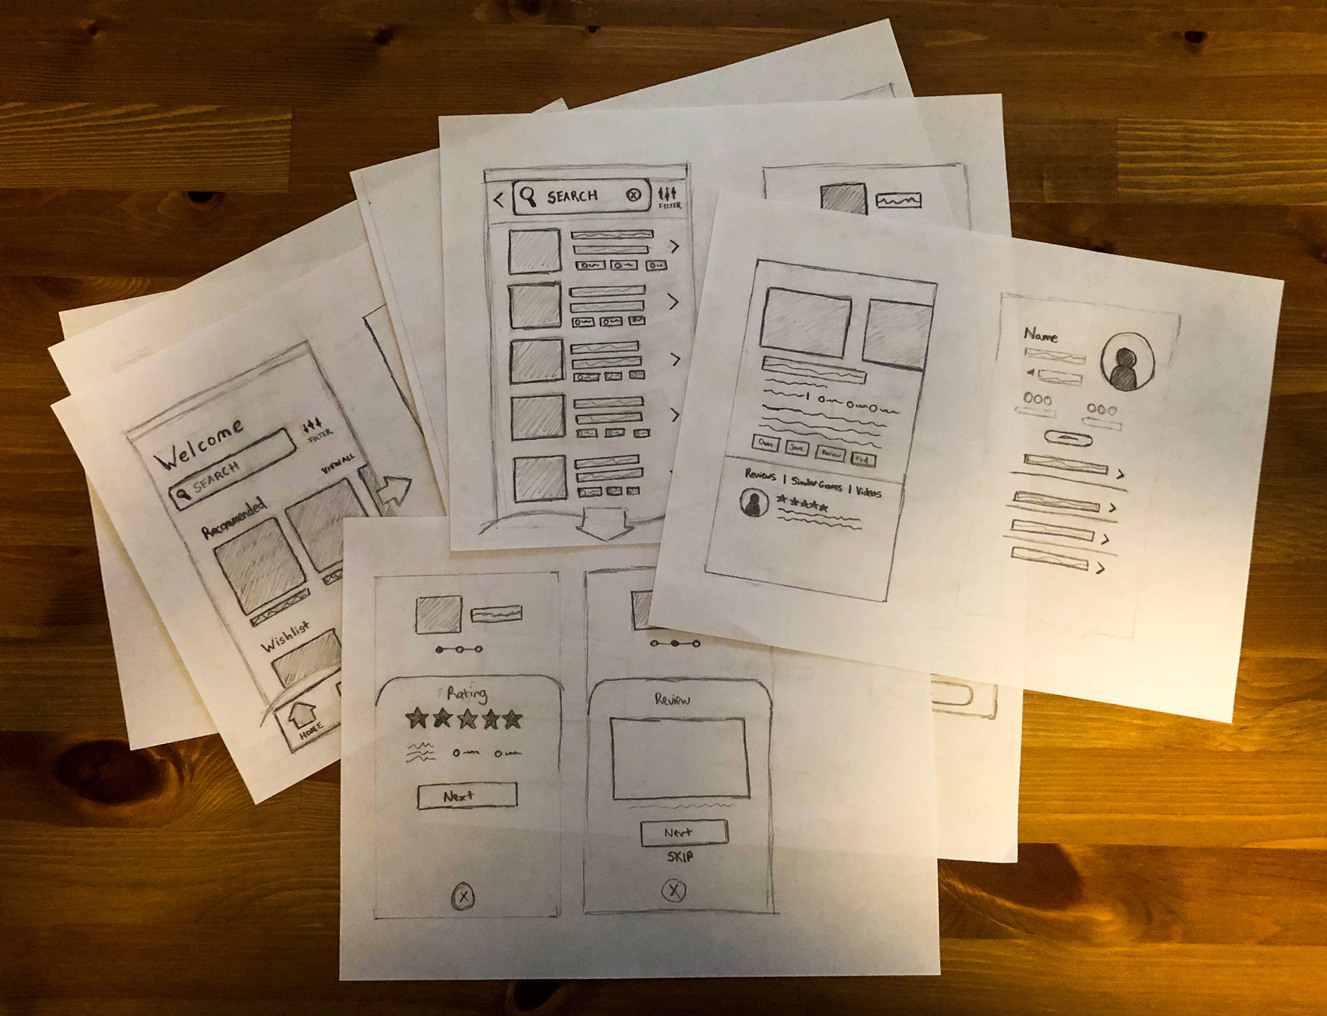 Welcome
SEARCH
FILTER
VIEW ALL
Recommended
Wishlist
HOME
SEARCH
FILTER
Own
Save
Review
Find
Reviews | Similar Games | Videos
Name
Rating
Next
X
Review
Next
SKIP
X